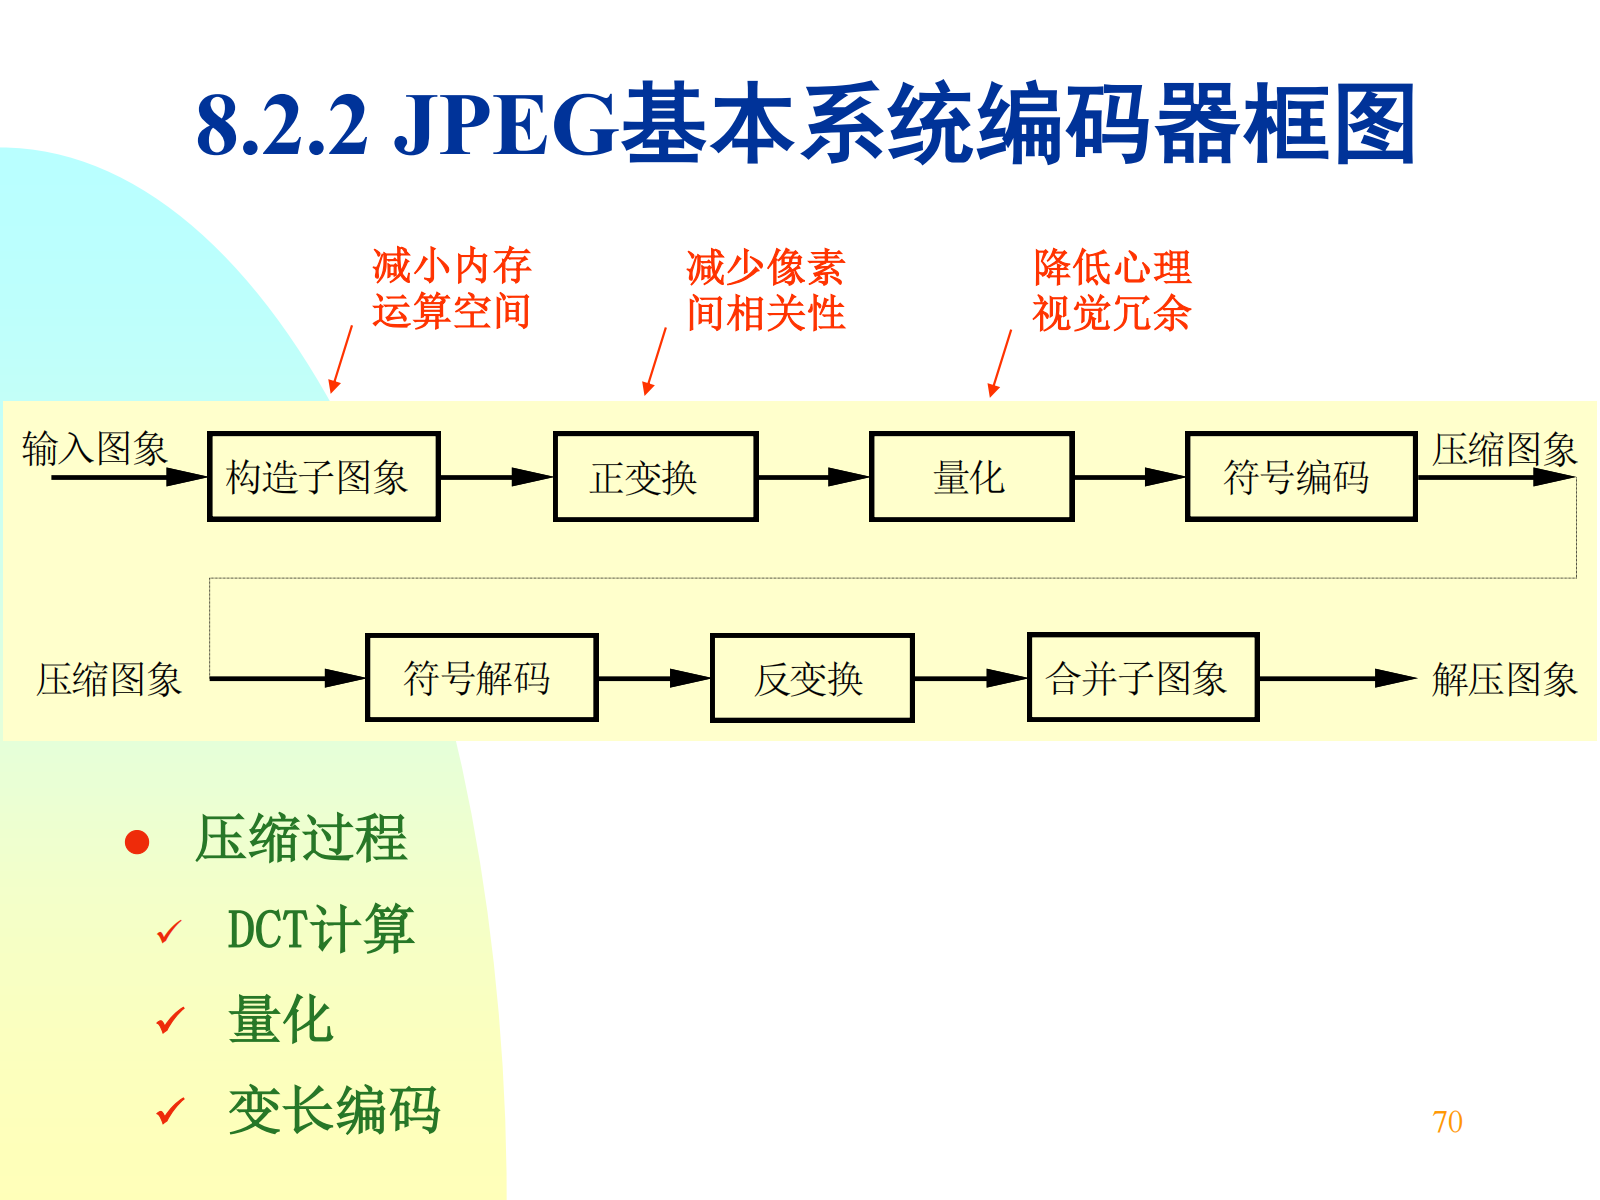 8.2.2 JPEG基本系统编码器框图
减小内存
运算空间
减少像素
间相关性
降低心理
视觉冗余
输入图象
构造子图象
正变换
量化
符号编码
压缩图象
压缩图象
符号解码
反变换
合并子图象
解压图象
压缩过程
DCT计算
量化
变长编码
70